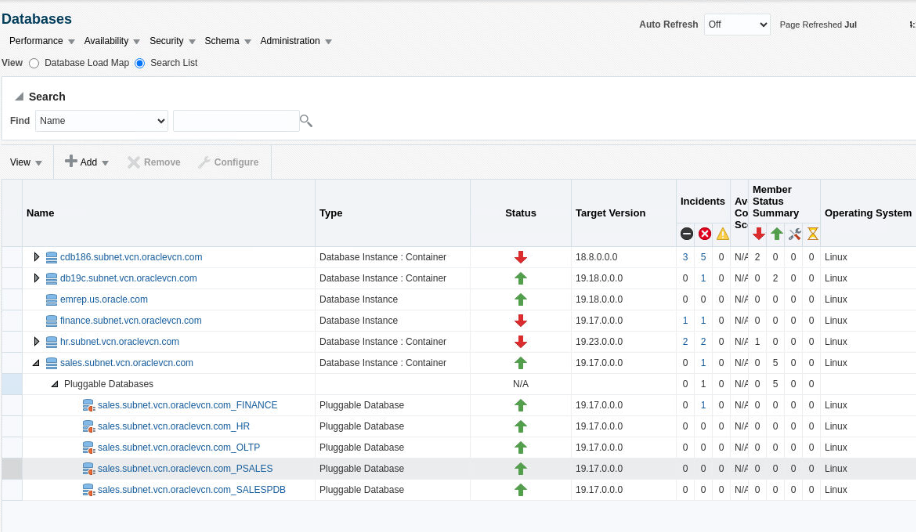 Databases
Auto Refresh Off Page Refreshed Jul
Performance Availability Security Schema Administration
View Database Load Map Search List
Search
Find Name
View Add Remove Configure
Name Type Status Target Version Incidents Member Status Summary Operating System
cdb186.subnet.vcn.oraclevcn.com Database Instance : Container 18.8.0.0.0 3 5 0 N/A 2 0 0 0 Linux
db19c.subnet.vcn.oraclevcn.com Database Instance : Container 19.18.0.0.0 0 1 0 N/A 0 2 0 0 Linux
emrep.us.oracle.com Database Instance 19.18.0.0.0 0 0 0 N/A 0 0 0 0 Linux
finance.subnet.vcn.oraclevcn.com Database Instance 19.17.0.0.0 1 1 0 N/A 0 0 0 0 Linux
hr.subnet.vcn.oraclevcn.com Database Instance : Container 19.23.0.0.0 2 2 0 N/A 1 0 0 0 Linux
sales.subnet.vcn.oraclevcn.com Database Instance : Container 19.17.0.0.0 0 1 0 N/A 0 5 0 0 Linux
Pluggable Databases N/A 0 1 0 N/A 0 5 0 0
sales.subnet.vcn.oraclevcn.com_FINANCE Pluggable Database 19.17.0.0.0 0 1 0 N/A 0 0 0 0 Linux
sales.subnet.vcn.oraclevcn.com_HR Pluggable Database 19.17.0.0.0 0 0 0 N/A 0 0 0 0 Linux
sales.subnet.vcn.oraclevcn.com_OLTP Pluggable Database 19.17.0.0.0 0 0 0 N/A 0 0 0 0 Linux
sales.subnet.vcn.oraclevcn.com_PSALES Pluggable Database 19.17.0.0.0 0 0 0 N/A 0 0 0 0 Linux
sales.subnet.vcn.oraclevcn.com_SALESPDB Pluggable Database 19.17.0.0.0 0 0 0 N/A 0 0 0 0 Linux